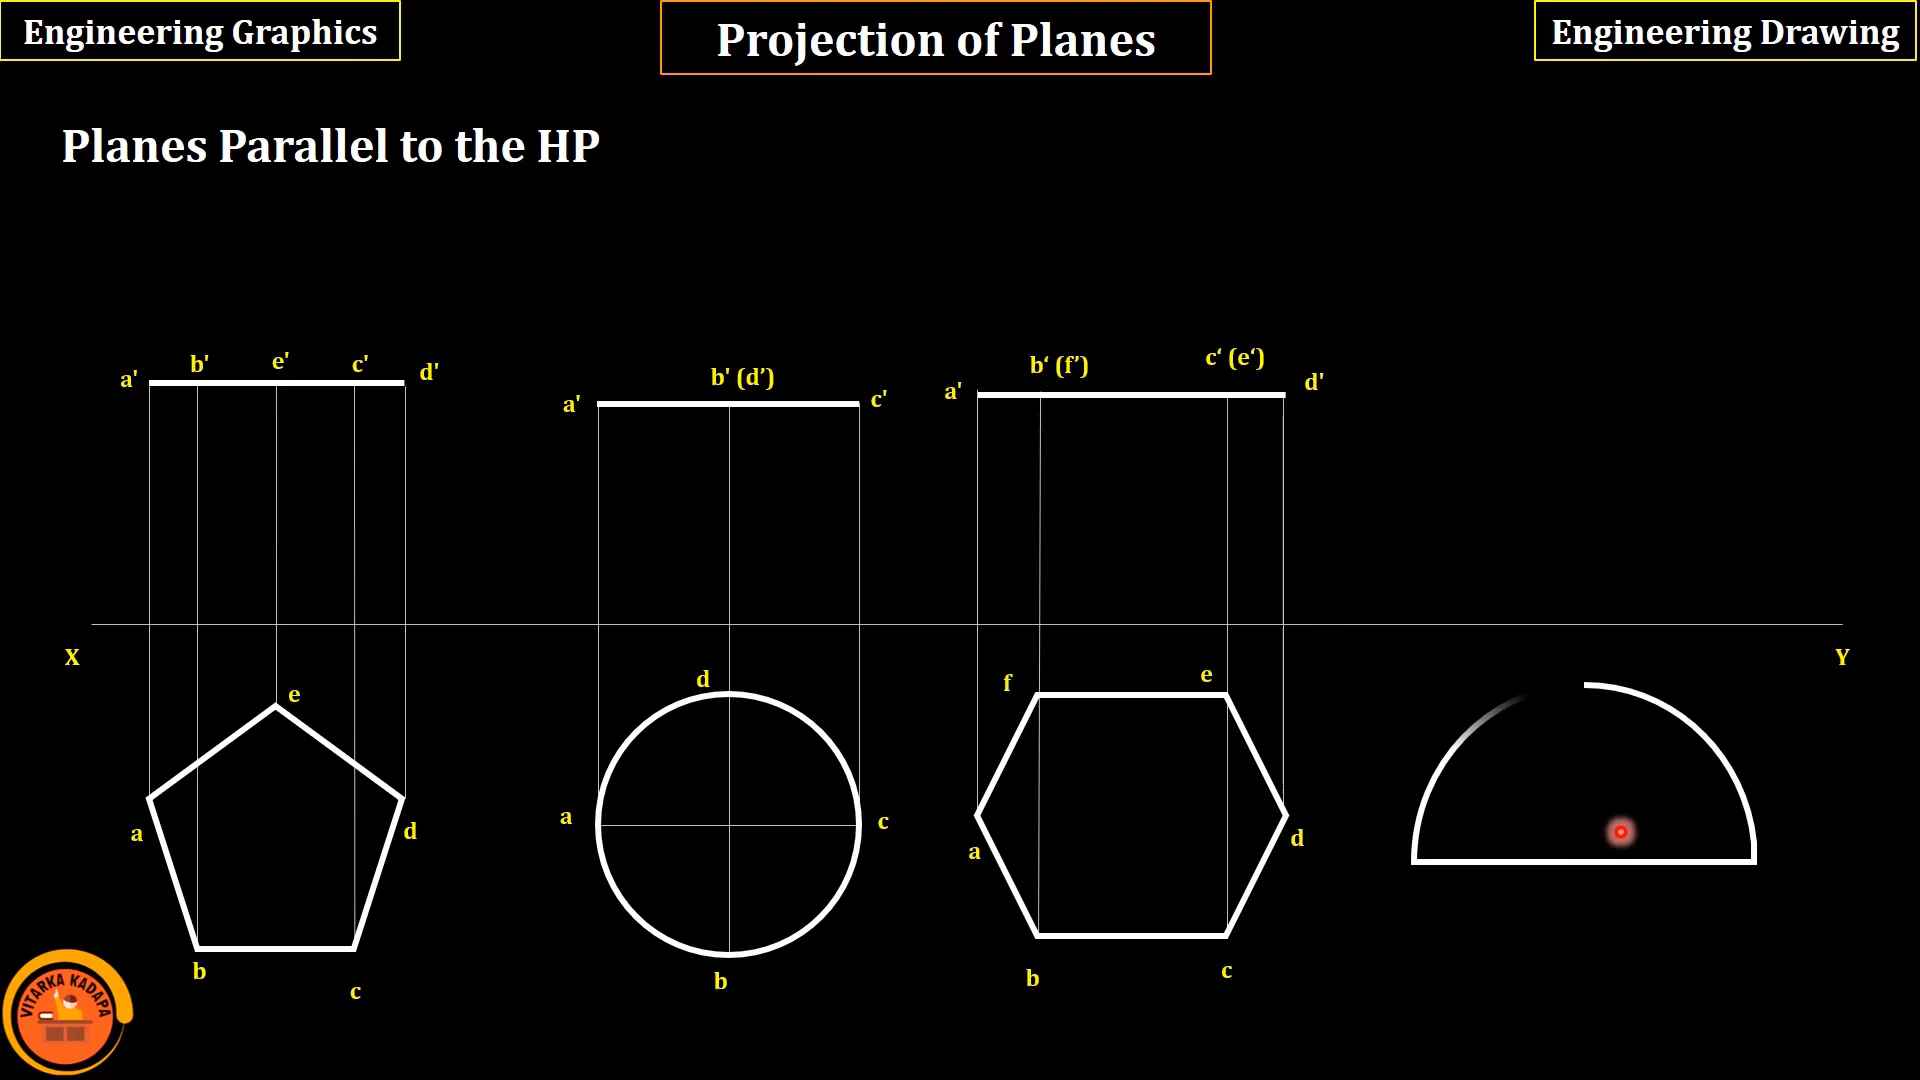 Engineering Graphics
Projection of Planes
Engineering Drawing
Planes Parallel to the HP
a' b' e' c' d'
a' b' (d’) c'
a' b‘ (f’) c‘ (e‘) d'
X Y
e
a d
b
c
d
a c
b
f e
a d
b c
VITARKA KADAPA